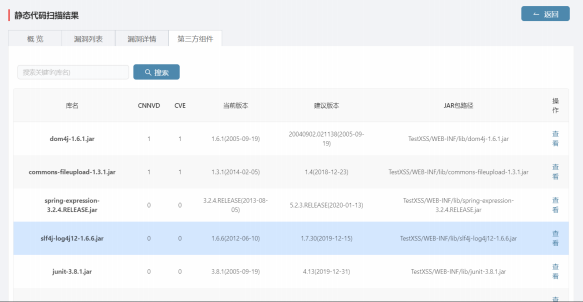 静态代码扫描结果
← 返回
概 览
漏洞列表
漏洞详情
第三方组件
搜索关键字(库名)
搜索
库名
CNNVD
CVE
当前版本
建议版本
JAR包路径
操
作
dom4j-1.6.1.jar
1
1
1.6.1(2005-09-19)
20040902.021138(2005-09-
19)
TestXSS/WEB-INF/lib/dom4j-1.6.1.jar
查
看
commons-fileupload-1.3.1.jar
1
1
1.3.1(2014-02-05)
1.4(2018-12-23)
TestXSS/WEB-INF/lib/commons-fileupload-1.3.1.jar
查
看
spring-expression-
3.2.4.RELEASE.jar
0
0
3.2.4.RELEASE(2013-08-
05)
5.2.3.RELEASE(2020-01-13)
TestXSS/WEB-INF/lib/spring-expression-
3.2.4.RELEASE.jar
查
看
slf4j-log4j12-1.6.6.jar
0
0
1.6.6(2012-06-10)
1.7.30(2019-12-15)
TestXSS/WEB-INF/lib/slf4j-log4j12-1.6.6.jar
查
看
junit-3.8.1.jar
0
0
3.8.1(2005-09-19)
4.13(2019-12-31)
TestXSS/WEB-INF/lib/junit-3.8.1.jar
查
看